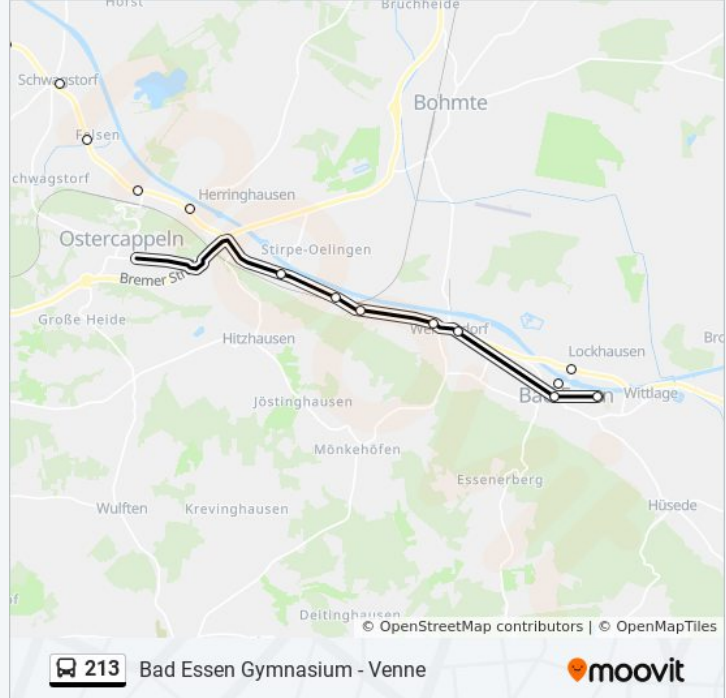 Horst
Bruchheide
Schwagstorf
Bohmte
Felsen
chwagstorf
Herringhausen
Ostercappeln
Stirpe-Oelingen
Bremer Str
Große Heide
Hitzhausen
Lockhausen
Wittlage
Jöstinghausen
Mönkehöfen
Essenerberg
Hüsede
Wulften
Krevinghausen
Deitinghausen
© OpenStreetMap contributors | © OpenMapTiles
213 Bad Essen Gymnasium - Venne
moovit